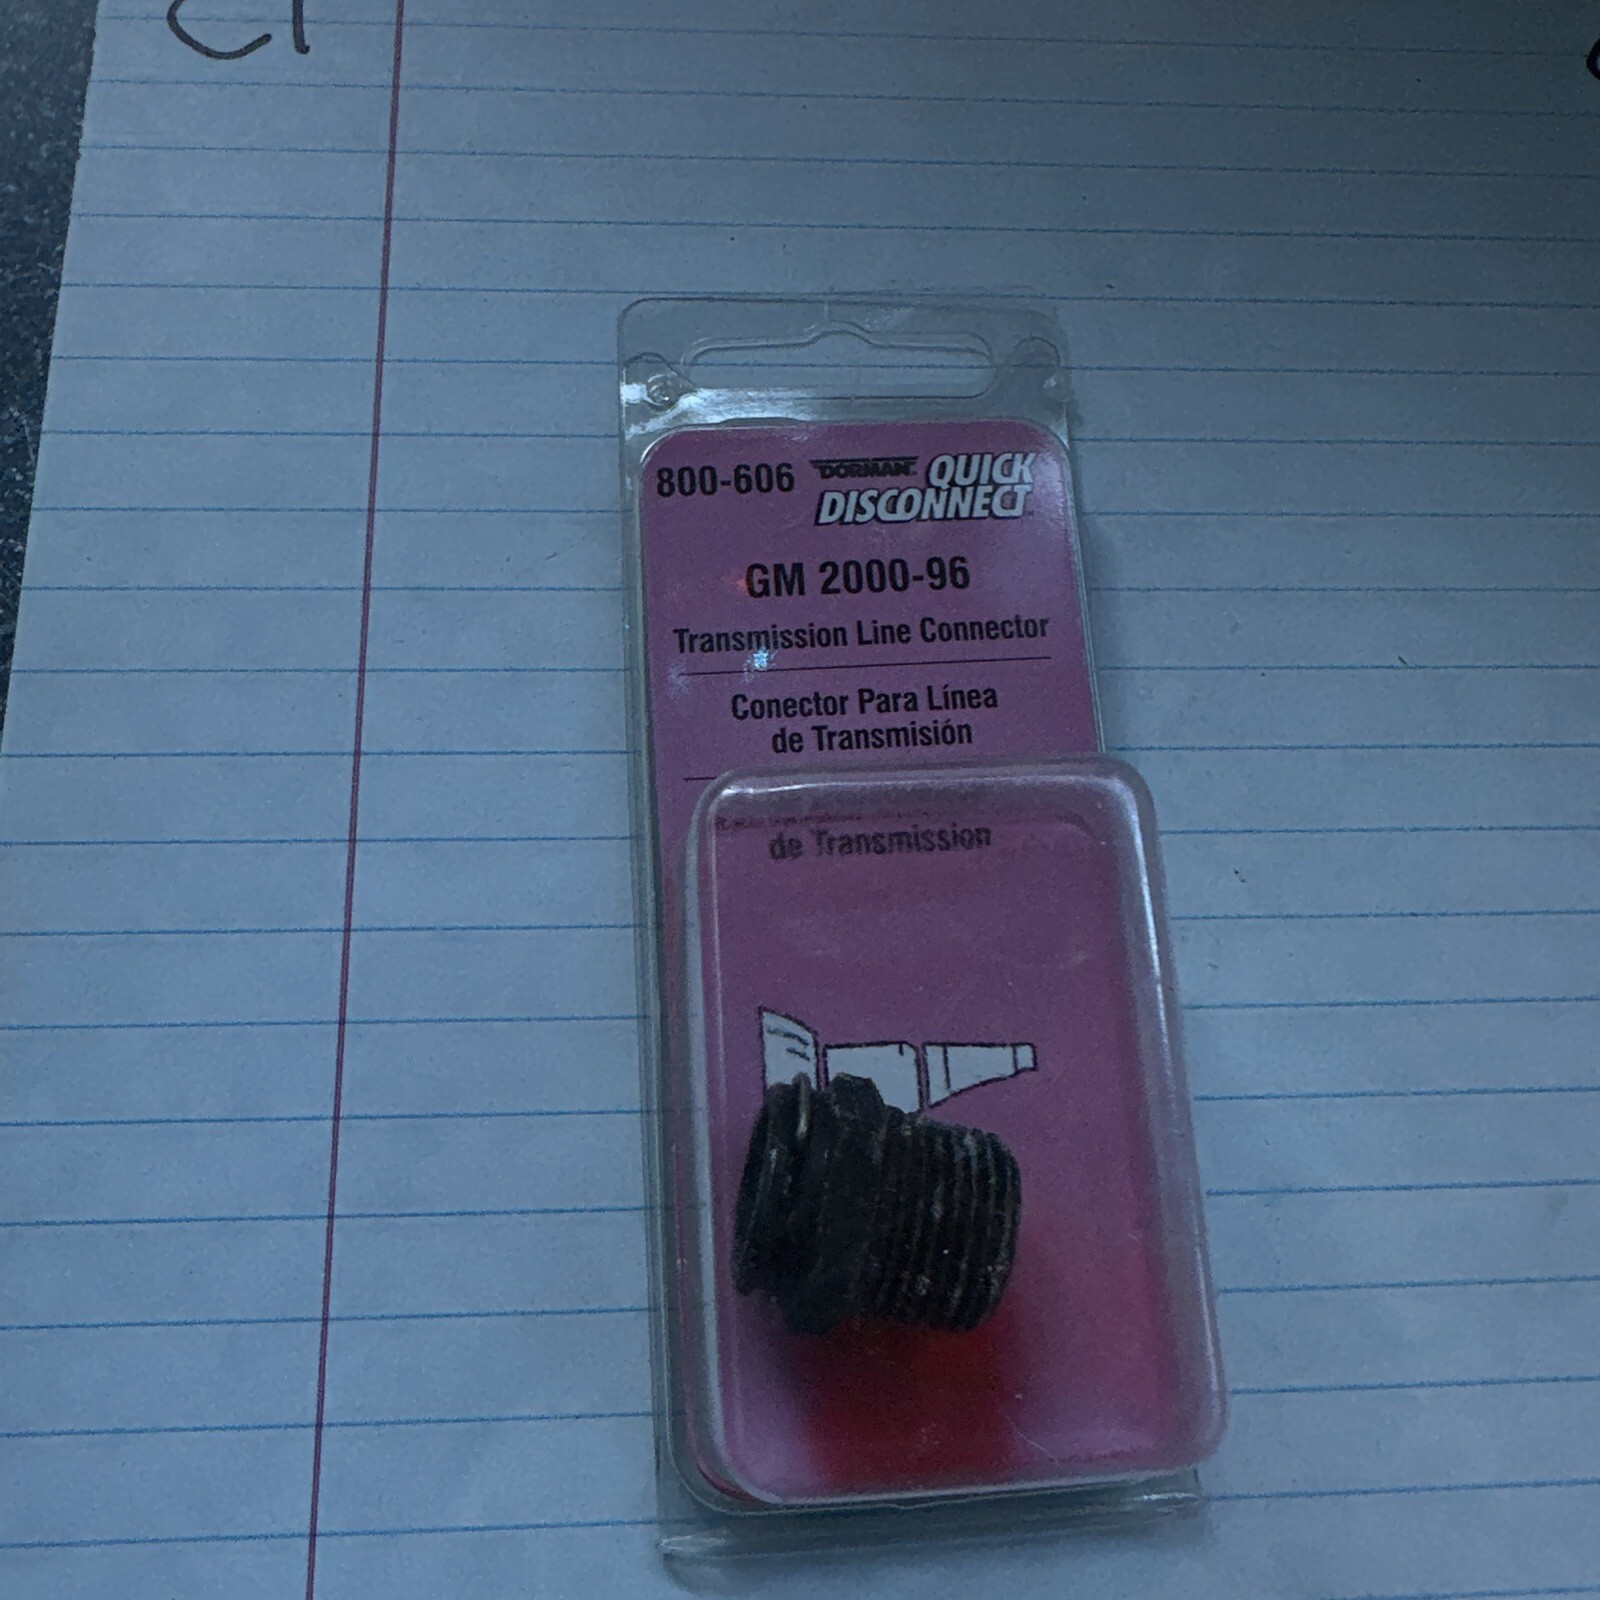 800-606 DORMAN QUICK
DISCONNECT
GM 2000-96
Transmission Line Connector
Conector Para Línea
de Transmisión
de Transmission